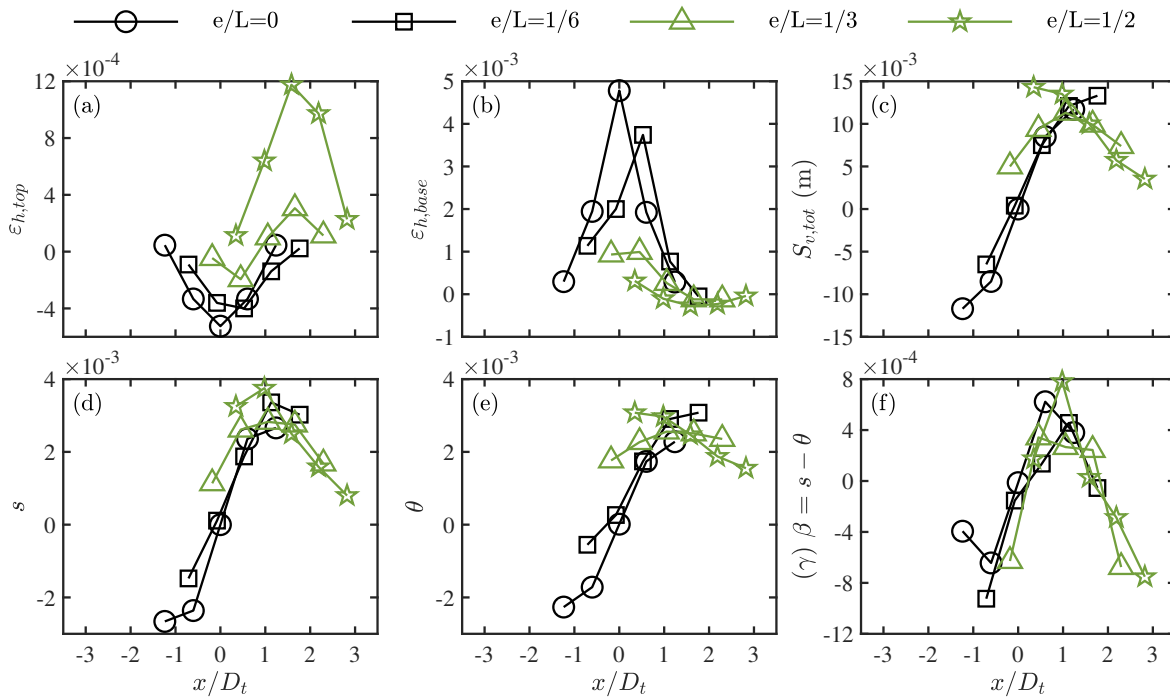 e/L=0 e/L=1/6 e/L=1/3 e/L=1/2
×10⁻⁴ ×10⁻³ ×10⁻³
(a) (b) (c)
12 8 4 0 -4
ε_{h,top}
5 4 3 2 1 0 -1
ε_{h,base}
15 10 5 0 -5 -10 -15
S_{v,tot} (m)
×10⁻³ ×10⁻³ ×10⁻⁴
(d) (e) (f)
4 2 0 -2
s
4 2 0 -2
θ
8 4 0 -4 -8 -12
(γ) β = s − θ
-3 -2 -1 0 1 2 3 -3 -2 -1 0 1 2 3 -3 -2 -1 0 1 2 3
x/D_t x/D_t x/D_t